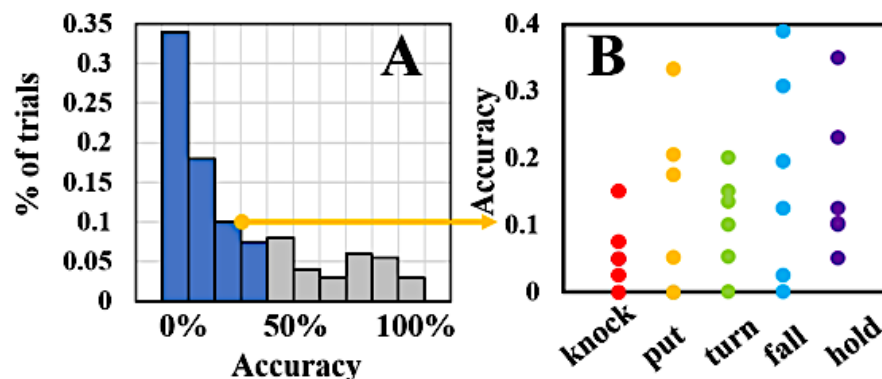 A
% of trials
0.35
0.3
0.25
0.2
0.15
0.1
0.05
0
0%
50%
100%
Accuracy
B
Accuracy
0.4
0.3
0.2
0.1
0
knock
put
turn
fall
hold